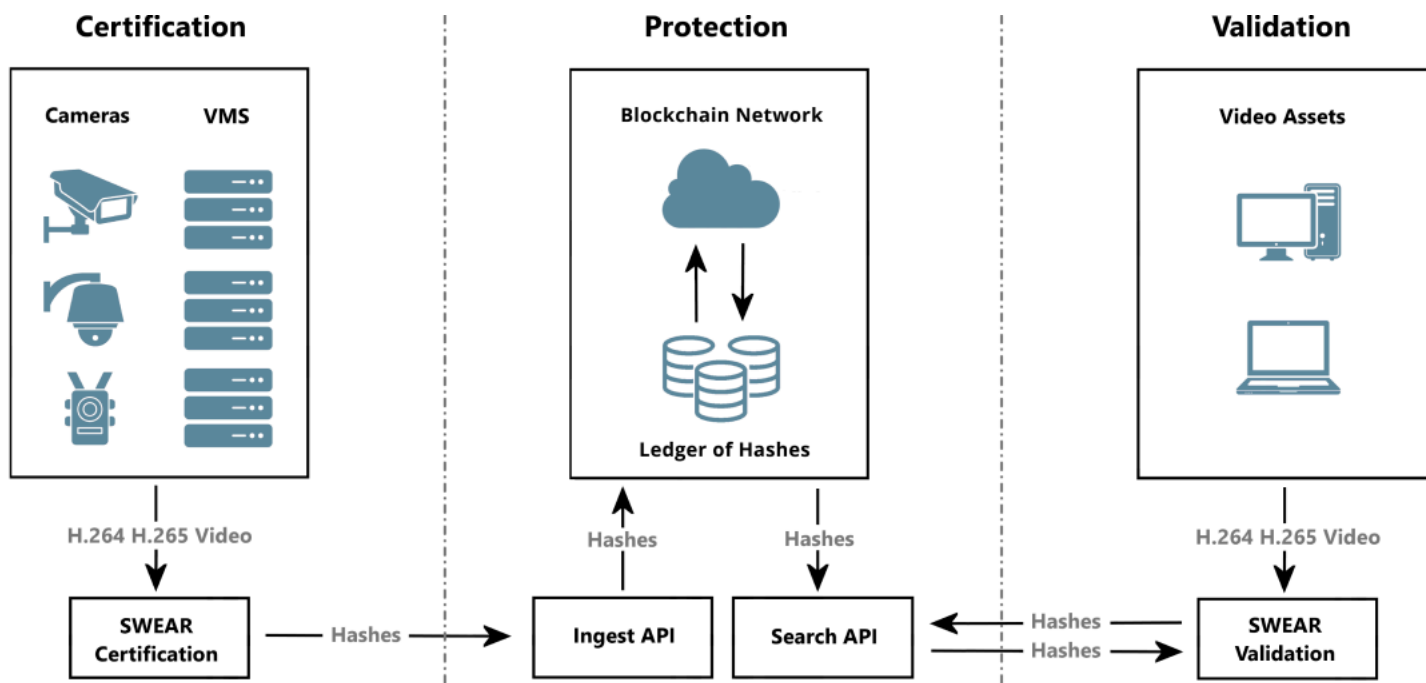 Certification
Protection
Validation
Cameras
VMS
Blockchain Network
Video Assets
Ledger of Hashes
H.264 H.265 Video
Hashes
Hashes
H.264 H.265 Video
SWEAR
Certification
Hashes
Ingest API
Search API
Hashes
Hashes
SWEAR
Validation